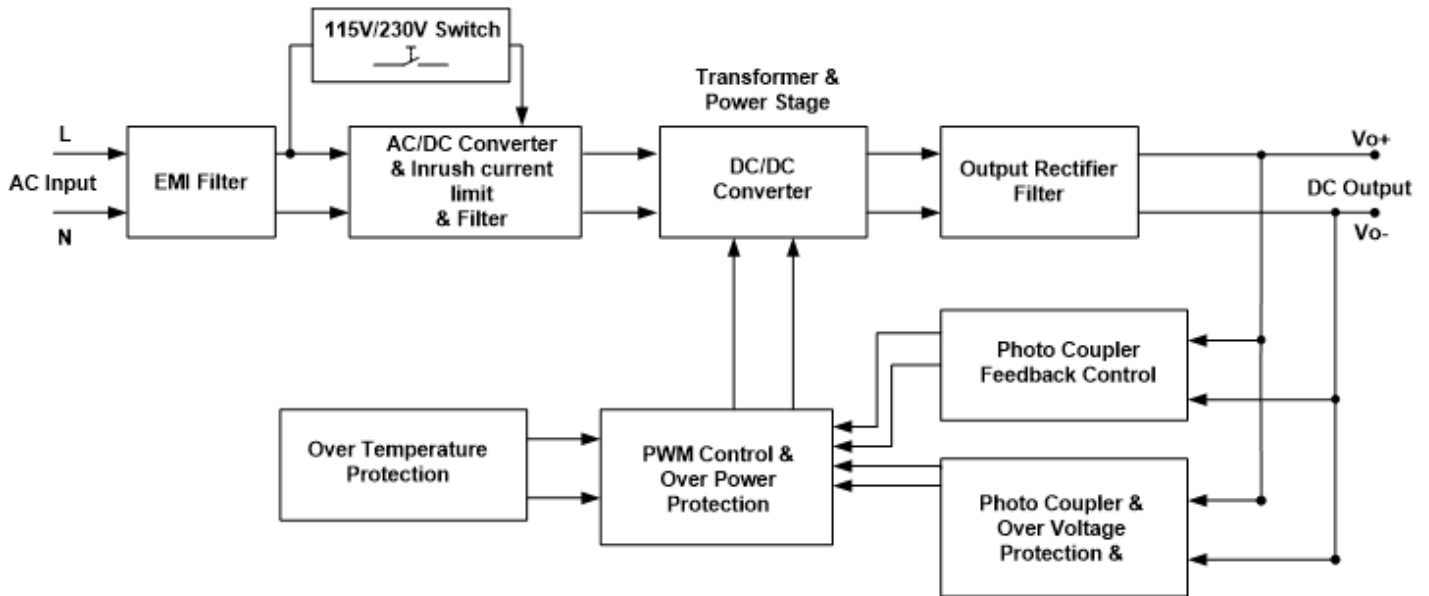 115V/230V Switch
Transformer &
Power Stage
L
AC Input
N
EMI Filter
AC/DC Converter
& Inrush current
limit
& Filter
DC/DC
Converter
Output Rectifier
Filter
Vo+
DC Output
Vo-
Photo Coupler
Feedback Control
Over Temperature
Protection
PWM Control &
Over Power
Protection
Photo Coupler &
Over Voltage
Protection &